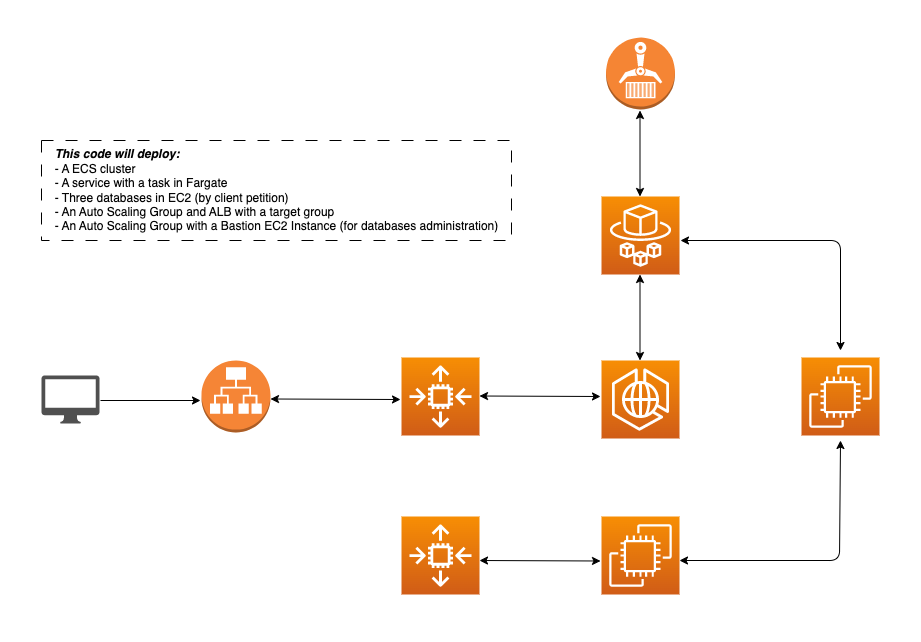 This code will deploy:
- A ECS cluster
- A service with a task in Fargate
- Three databases in EC2 (by client petition)
- An Auto Scaling Group and ALB with a target group
- An Auto Scaling Group with a Bastion EC2 Instance (for databases administration)